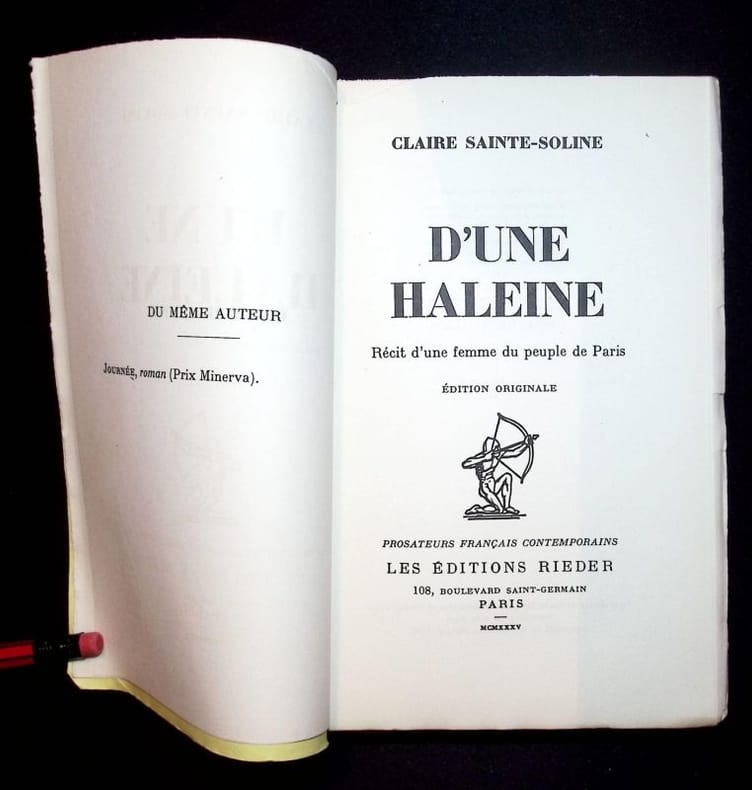 DU MÊME AUTEUR
JOURNÉE, roman (Prix Minerva).
CLAIRE SAINTE-SOLINE
D'UNE
HALEINE
Récit d'une femme du peuple de Paris
ÉDITION ORIGINALE
PROSATEURS FRANÇAIS CONTEMPORAINS
LES ÉDITIONS RIEDER
108, BOULEVARD SAINT-GERMAIN
PARIS
MCMXXXV